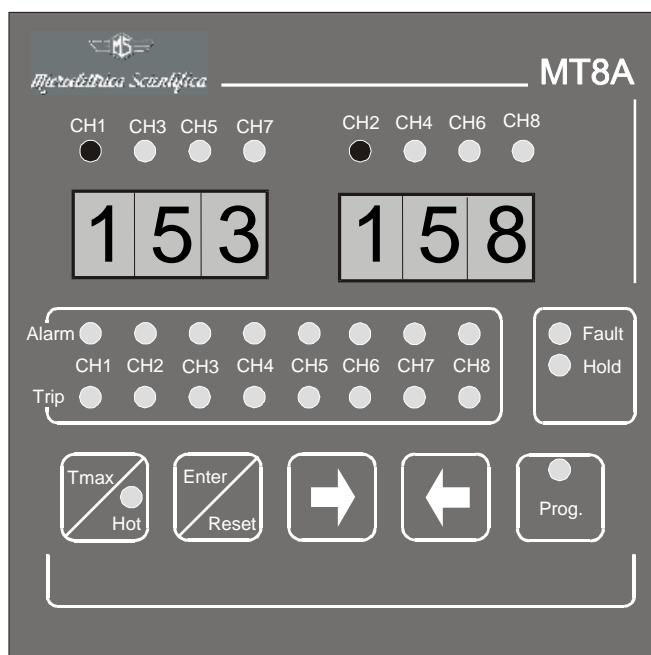 MS
Microelettrica Scientifica
MT8A
CH1 CH3 CH5 CH7 CH2 CH4 CH6 CH8
153 158
Alarm
CH1 CH2 CH3 CH4 CH5 CH6 CH7 CH8
Trip
Fault
Hold
Tmax
Hot
Enter
Reset
Prog.